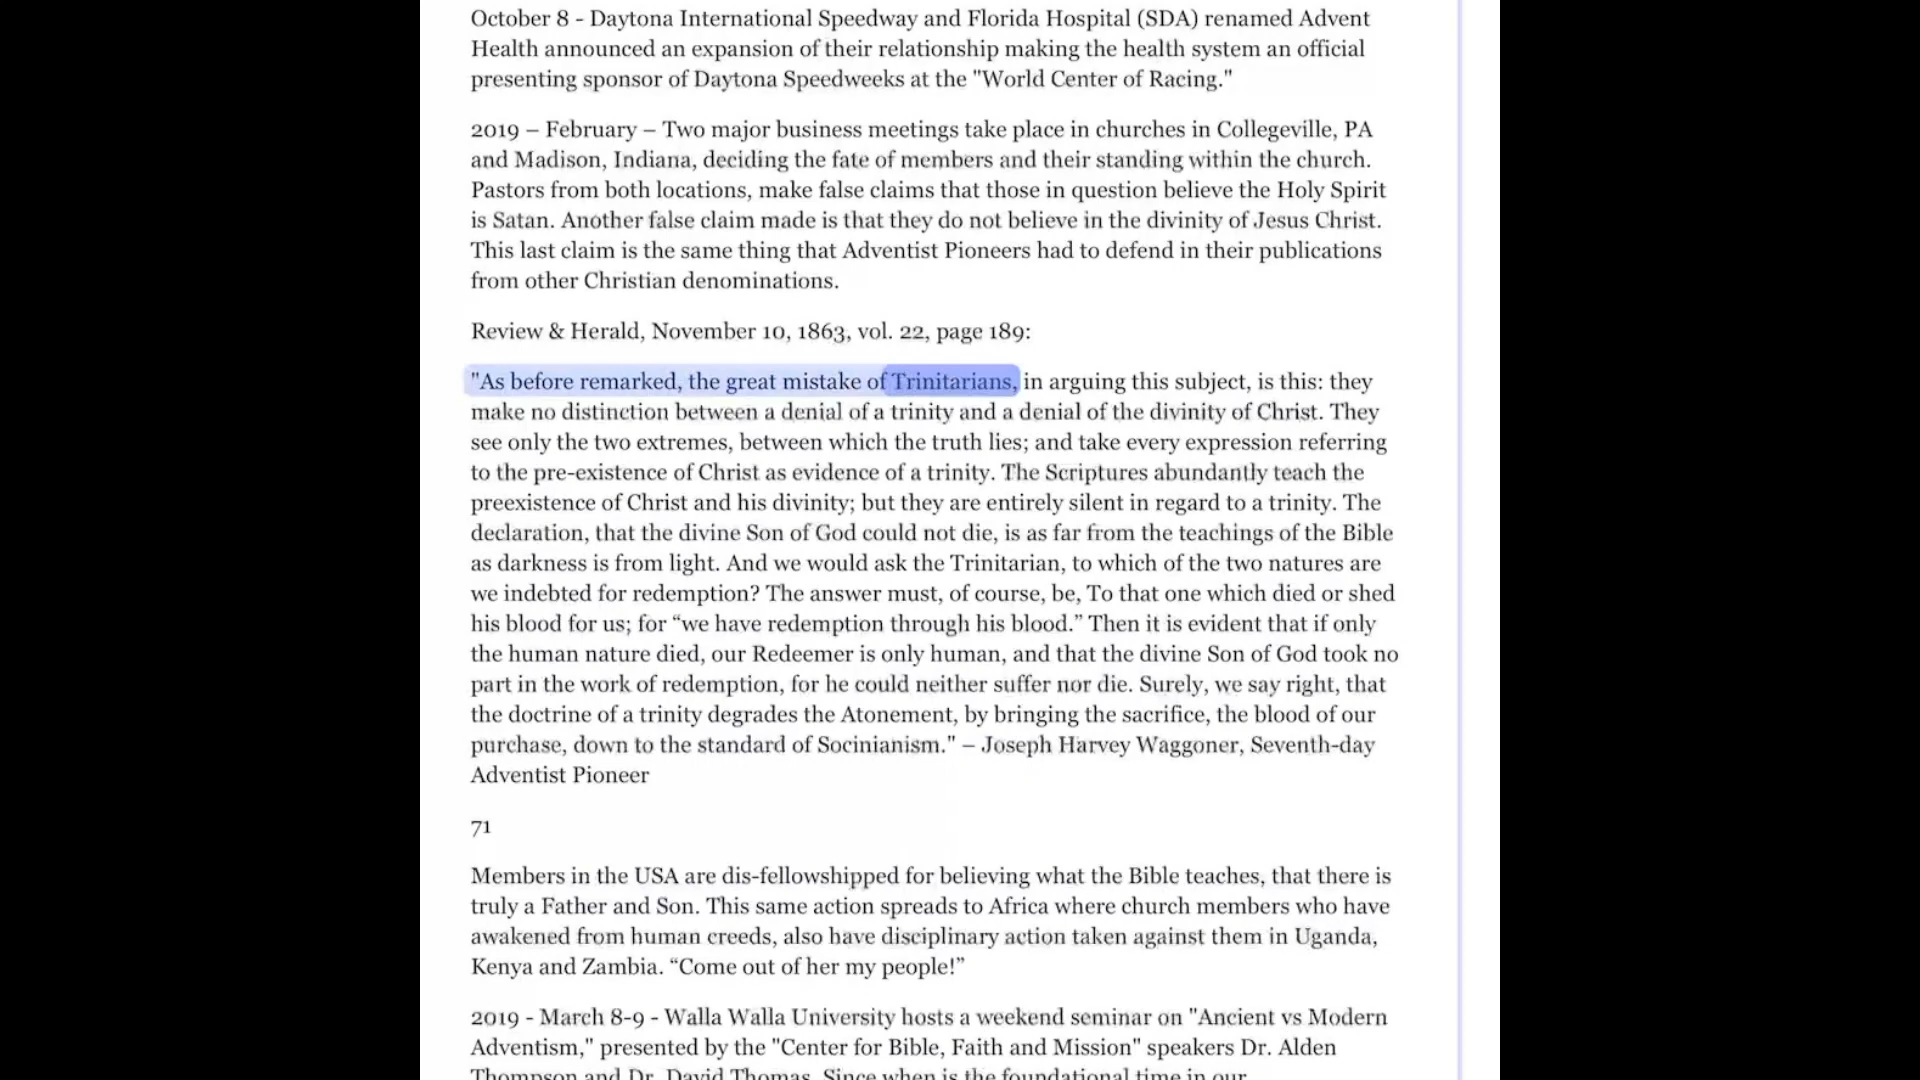 October 8 - Daytona International Speedway and Florida Hospital (SDA) renamed Advent
Health announced an expansion of their relationship making the health system an official
presenting sponsor of Daytona Speedweeks at the "World Center of Racing."
2019 – February – Two major business meetings take place in churches in Collegeville, PA
and Madison, Indiana, deciding the fate of members and their standing within the church.
Pastors from both locations, make false claims that those in question believe the Holy Spirit
is Satan. Another false claim made is that they do not believe in the divinity of Jesus Christ.
This last claim is the same thing that Adventist Pioneers had to defend in their publications
from other Christian denominations.
Review & Herald, November 10, 1863, vol. 22, page 189:
"As before remarked, the great mistake of Trinitarians, in arguing this subject, is this: they
make no distinction between a denial of a trinity and a denial of the divinity of Christ. They
see only the two extremes, between which the truth lies; and take every expression referring
to the pre-existence of Christ as evidence of a trinity. The Scriptures abundantly teach the
preexistence of Christ and his divinity; but they are entirely silent in regard to a trinity. The
declaration, that the divine Son of God could not die, is as far from the teachings of the Bible
as darkness is from light. And we would ask the Trinitarian, to which of the two natures are
we indebted for redemption? The answer must, of course, be, To that one which died or shed
his blood for us; for “we have redemption through his blood.” Then it is evident that if only
the human nature died, our Redeemer is only human, and that the divine Son of God took no
part in the work of redemption, for he could neither suffer nor die. Surely, we say right, that
the doctrine of a trinity degrades the Atonement, by bringing the sacrifice, the blood of our
purchase, down to the standard of Socinianism." – Joseph Harvey Waggoner, Seventh-day
Adventist Pioneer
71
Members in the USA are dis-fellowshipped for believing what the Bible teaches, that there is
truly a Father and Son. This same action spreads to Africa where church members who have
awakened from human creeds, also have disciplinary action taken against them in Uganda,
Kenya and Zambia. “Come out of her my people!”
2019 - March 8-9 - Walla Walla University hosts a weekend seminar on "Ancient vs Modern
Adventism," presented by the "Center for Bible, Faith and Mission" speakers Dr. Alden
Thompson and Dr. David Thomas. Since when is the foundational time in our